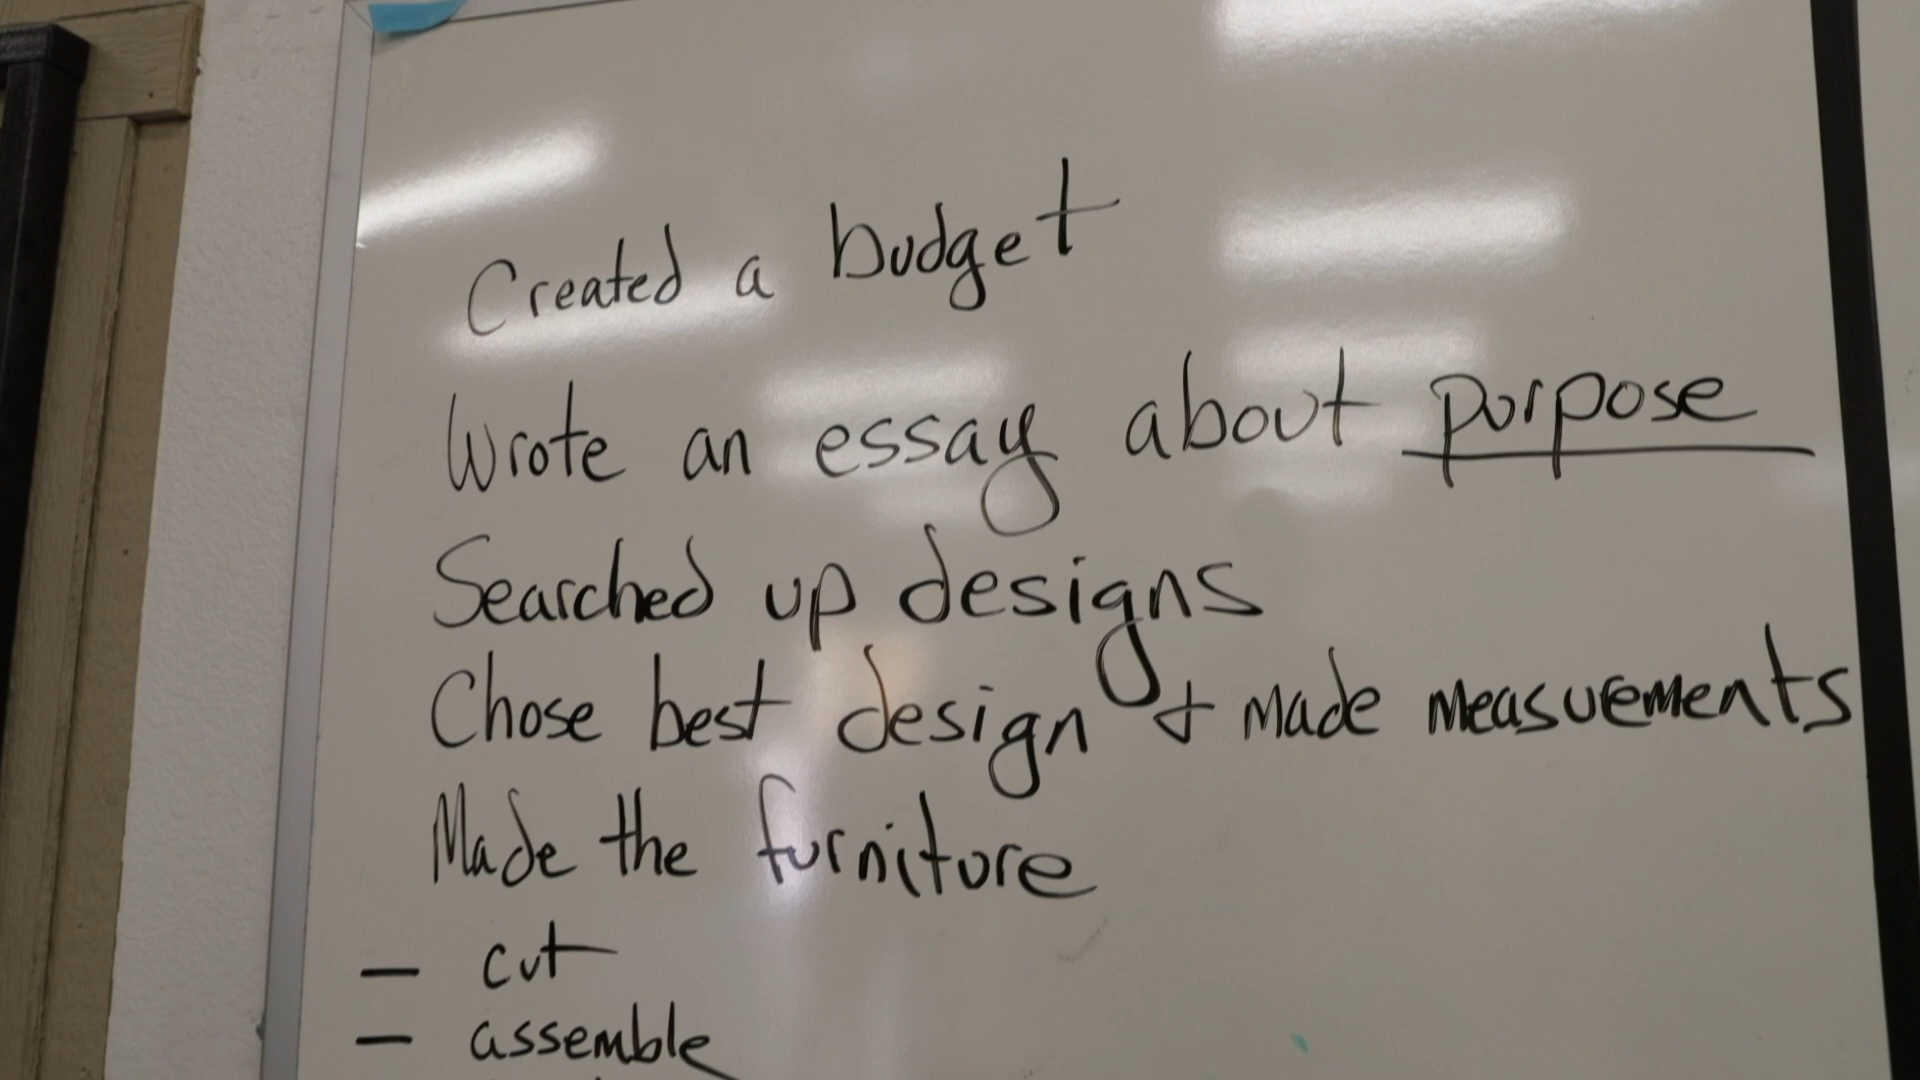 Created a budget
Wrote an essay about purpose
Searched up designs
Chose best design + made measurements
Made the furniture
- cut
- assemble